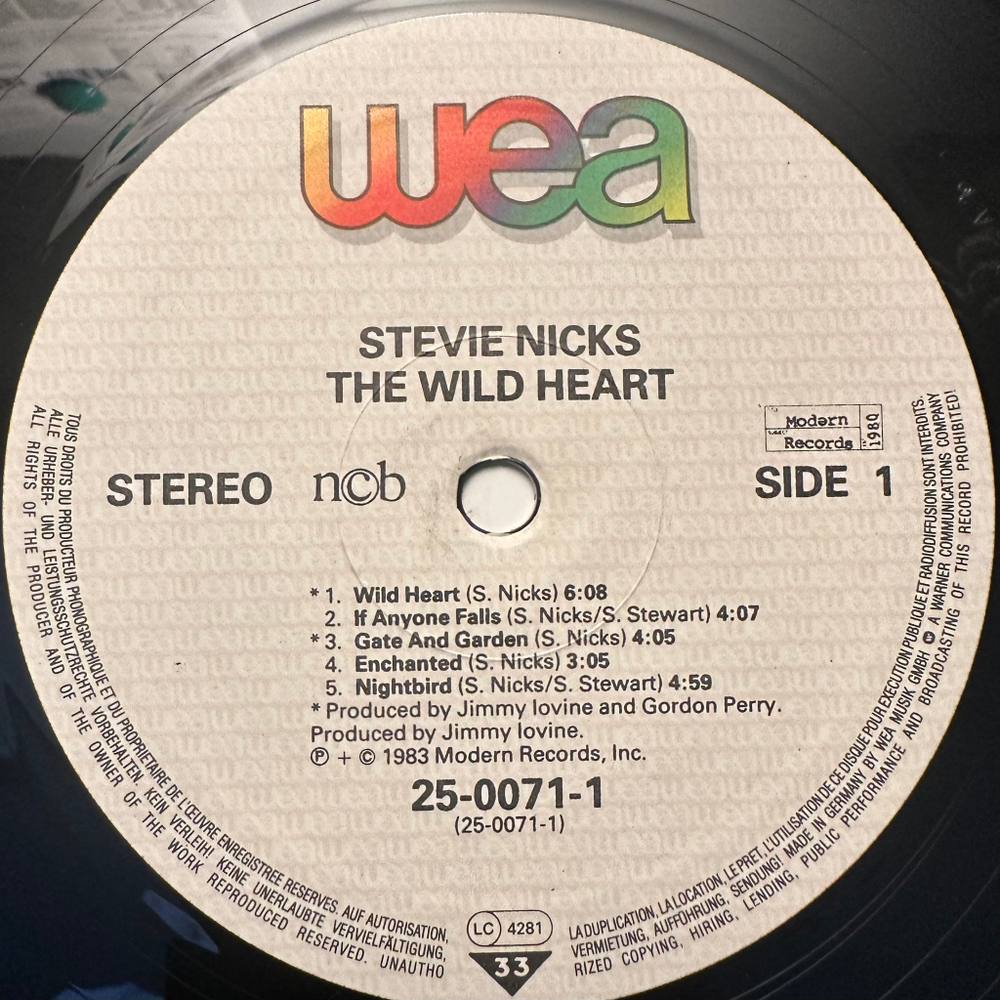 wea
STEVIE NICKS
THE WILD HEART
Modern
Records
1980
STEREO n©b
SIDE 1
* 1. Wild Heart (S. Nicks) 6:08
2. If Anyone Falls (S. Nicks/S. Stewart) 4:07
* 3. Gate And Garden (S. Nicks) 4:05
4. Enchanted (S. Nicks) 3:05
5. Nightbird (S. Nicks/S. Stewart) 4:59
* Produced by Jimmy Iovine and Gordon Perry.
Produced by Jimmy Iovine.
℗ + © 1983 Modern Records, Inc.
25-0071-1
(25-0071-1)
LC 4281
33
TOUS DROITS DU PRODUCTEUR PHONOGRAPHIQUE ET DU PROPRIETAIRE DE L'ŒUVRE ENREGISTREE RESERVES. AUF AUTORISATION, LA DUPLICATION, LA LOCATION, LE PRET, L'UTILISATION DE CE DISQUE POUR EXECUTION PUBLIQUE ET RADIODIFFUSION SONT INTERDITS.
ALLE URHEBER- UND LEISTUNGSSCHUTZRECHTE VORBEHALTEN. KEIN VERLEIH! KEINE UNERLAUBTE VERVIELFÄLTIGUNG, VERMIETUNG, AUFFÜHRUNG, SENDUNG! MADE IN GERMANY BY WEA MUSIK GMBH A WARNER COMMUNICATIONS COMPANY
ALL RIGHTS OF THE PRODUCER AND OF THE OWNER OF THE WORK REPRODUCED RESERVED. UNAUTHORIZED COPYING, HIRING, LENDING, PUBLIC PERFORMANCE AND BROADCASTING OF THIS RECORD PROHIBITED!